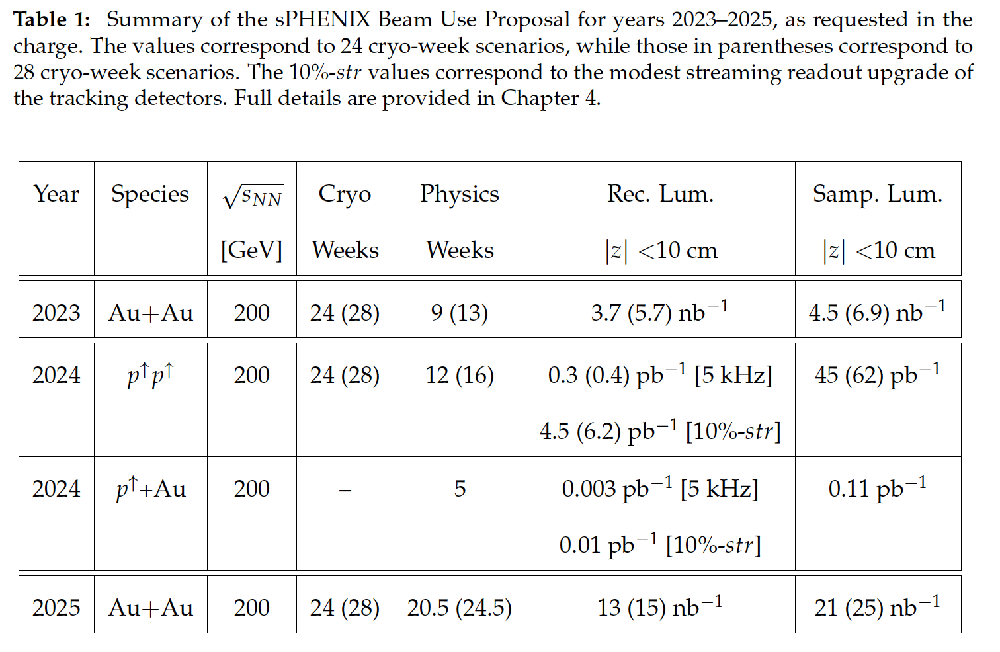 Table 1: Summary of the sPHENIX Beam Use Proposal for years 2023–2025, as requested in the
charge. The values correspond to 24 cryo-week scenarios, while those in parentheses correspond to
28 cryo-week scenarios. The 10%-str values correspond to the modest streaming readout upgrade of
the tracking detectors. Full details are provided in Chapter 4.
Year Species √sNN Cryo Physics Rec. Lum. Samp. Lum.
[GeV] Weeks Weeks |z| <10 cm |z| <10 cm
2023 Au+Au 200 24 (28) 9 (13) 3.7 (5.7) nb⁻¹ 4.5 (6.9) nb⁻¹
2024 p↑p↑ 200 24 (28) 12 (16) 0.3 (0.4) pb⁻¹ [5 kHz] 45 (62) pb⁻¹
4.5 (6.2) pb⁻¹ [10%-str]
2024 p↑+Au 200 – 5 0.003 pb⁻¹ [5 kHz] 0.11 pb⁻¹
0.01 pb⁻¹ [10%-str]
2025 Au+Au 200 24 (28) 20.5 (24.5) 13 (15) nb⁻¹ 21 (25) nb⁻¹